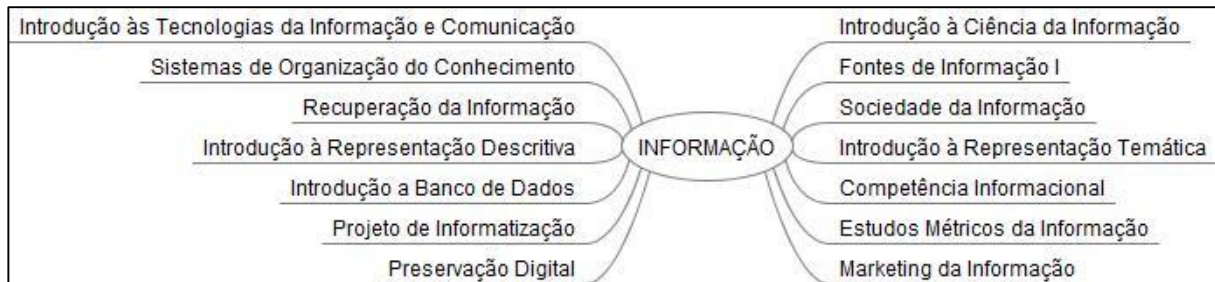 Introdução às Tecnologias da Informação e Comunicação
Sistemas de Organização do Conhecimento
Recuperação da Informação
Introdução à Representação Descritiva
Introdução a Banco de Dados
Projeto de Informatização
Preservação Digital
INFORMAÇÃO
Introdução à Ciência da Informação
Fontes de Informação I
Sociedade da Informação
Introdução à Representação Temática
Competência Informacional
Estudos Métricos da Informação
Marketing da Informação